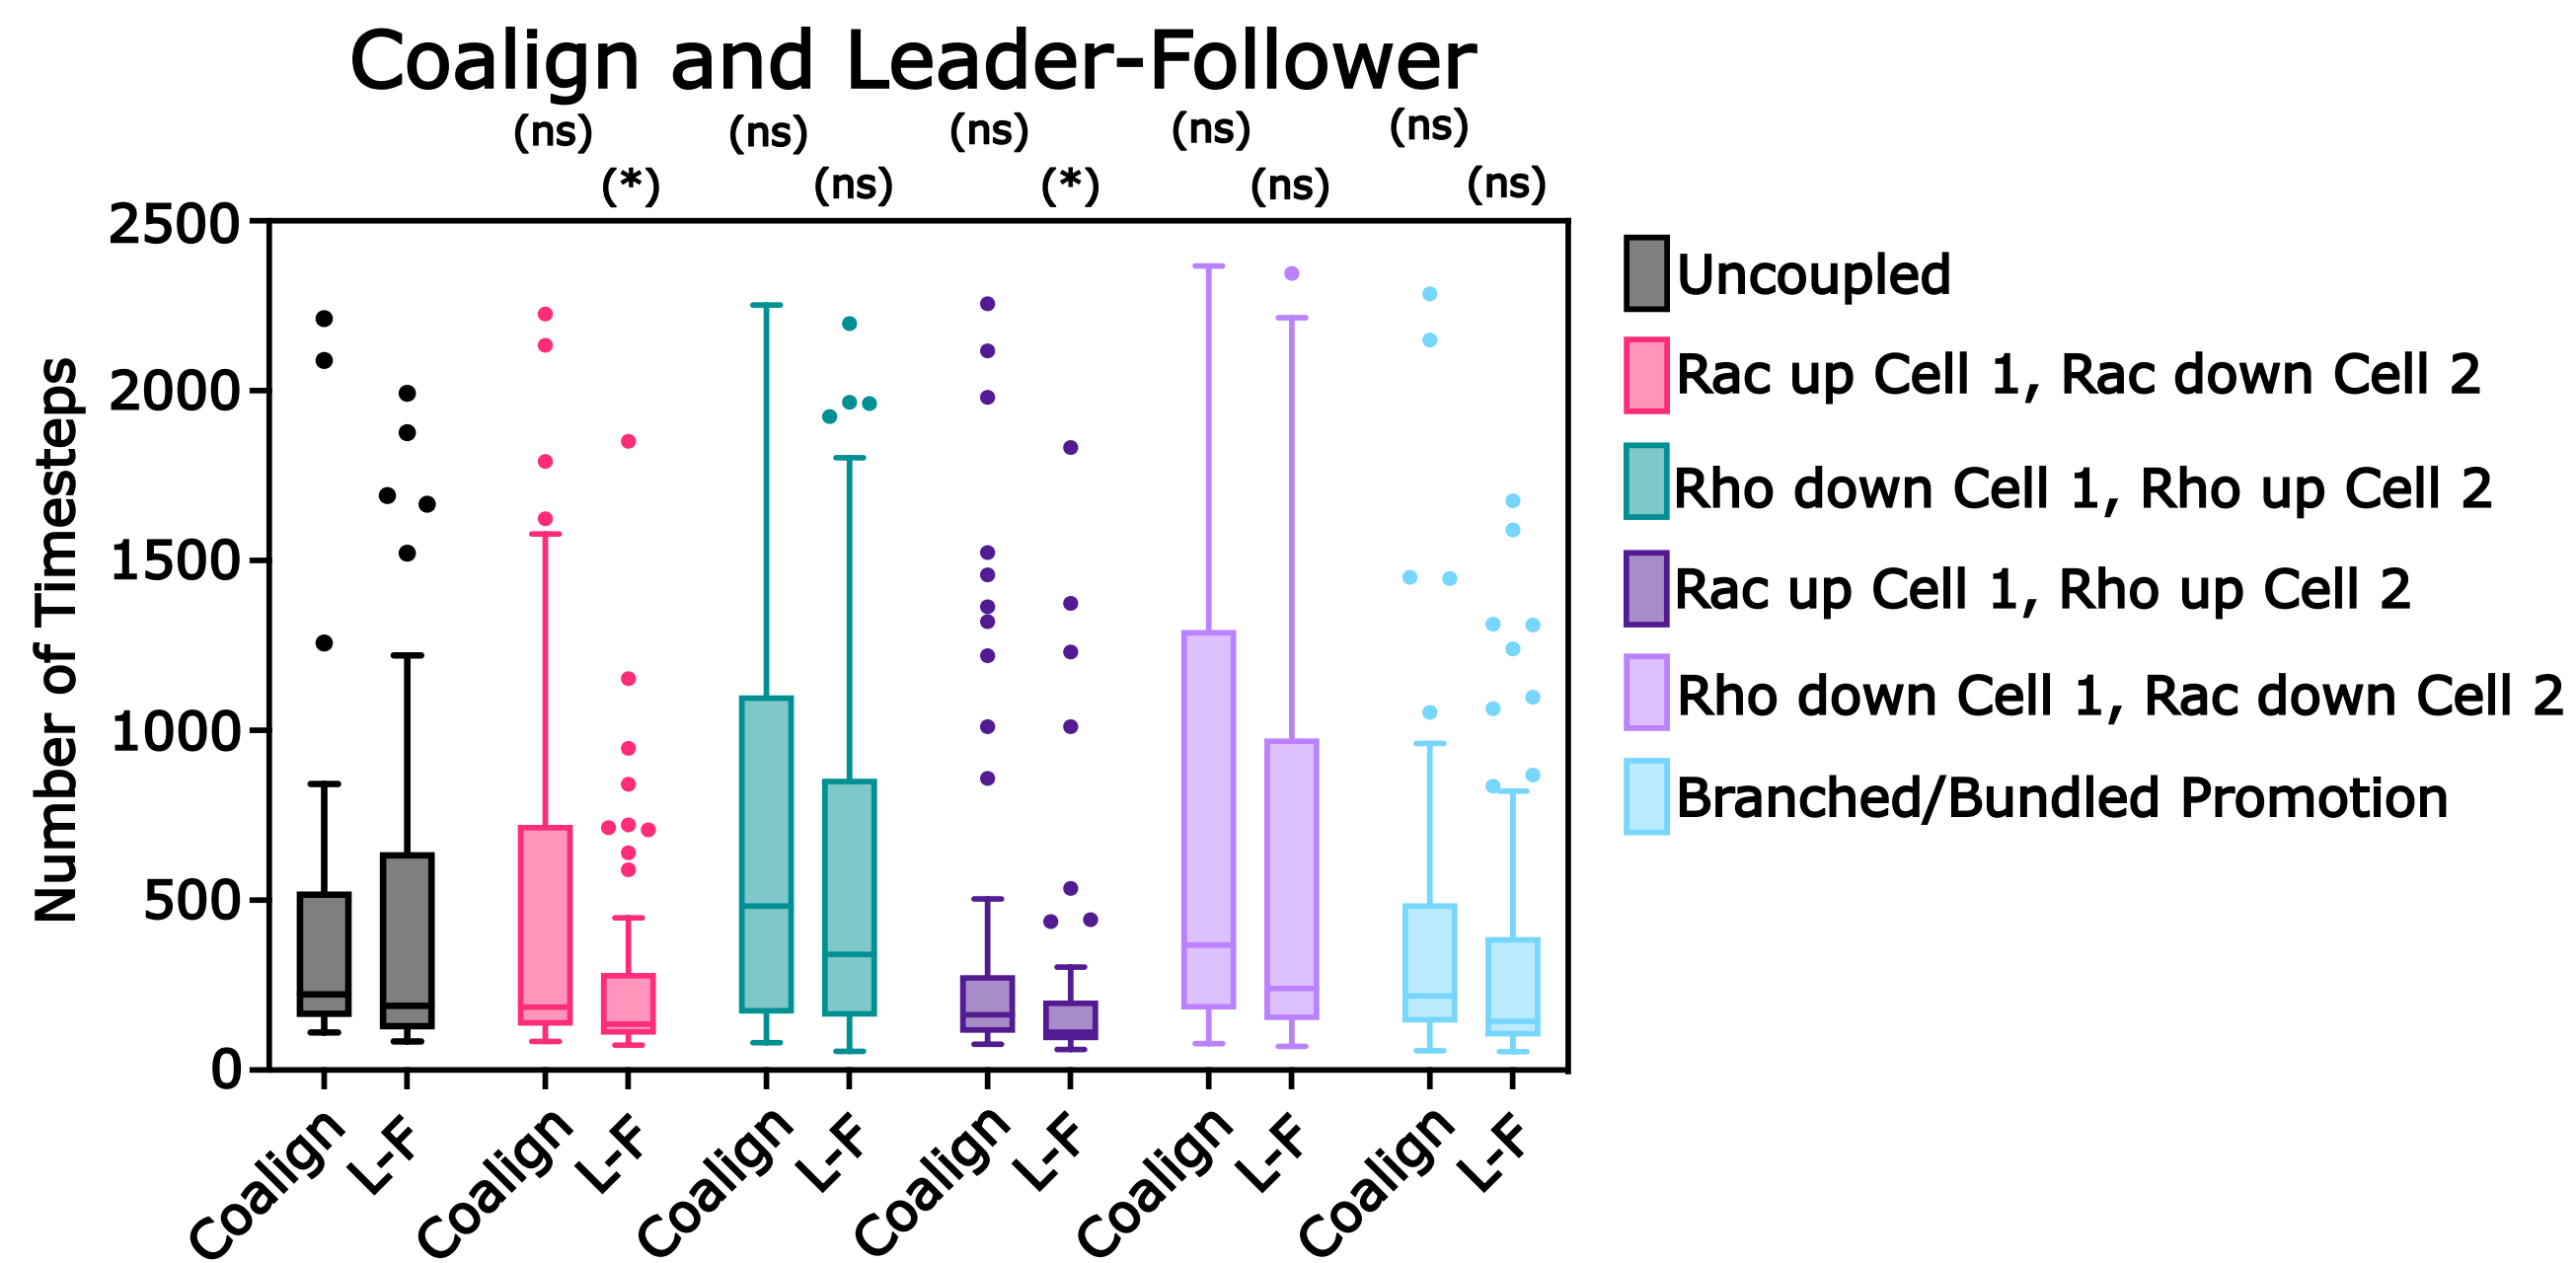 Coalign and Leader-Follower
(ns) (ns) (ns) (ns) (ns)
(*) (ns) (*) (ns) (ns)
Number of Timesteps
2500
2000
1500
1000
500
0
Coalign L-F Coalign L-F Coalign L-F Coalign L-F Coalign L-F Coalign L-F
Uncoupled
Rac up Cell 1, Rac down Cell 2
Rho down Cell 1, Rho up Cell 2
Rac up Cell 1, Rho up Cell 2
Rho down Cell 1, Rac down Cell 2
Branched/Bundled Promotion